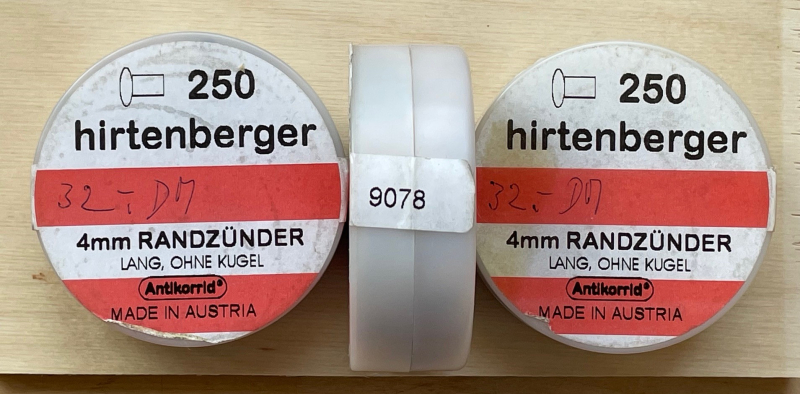 250
hirtenberger
32,- DM
4mm RANDZÜNDER
LANG, OHNE KUGEL
Antikorrid®
MADE IN AUSTRIA
9078
250
hirtenberger
32,- DM
4mm RANDZÜNDER
LANG, OHNE KUGEL
Antikorrid®
MADE IN AUSTRIA